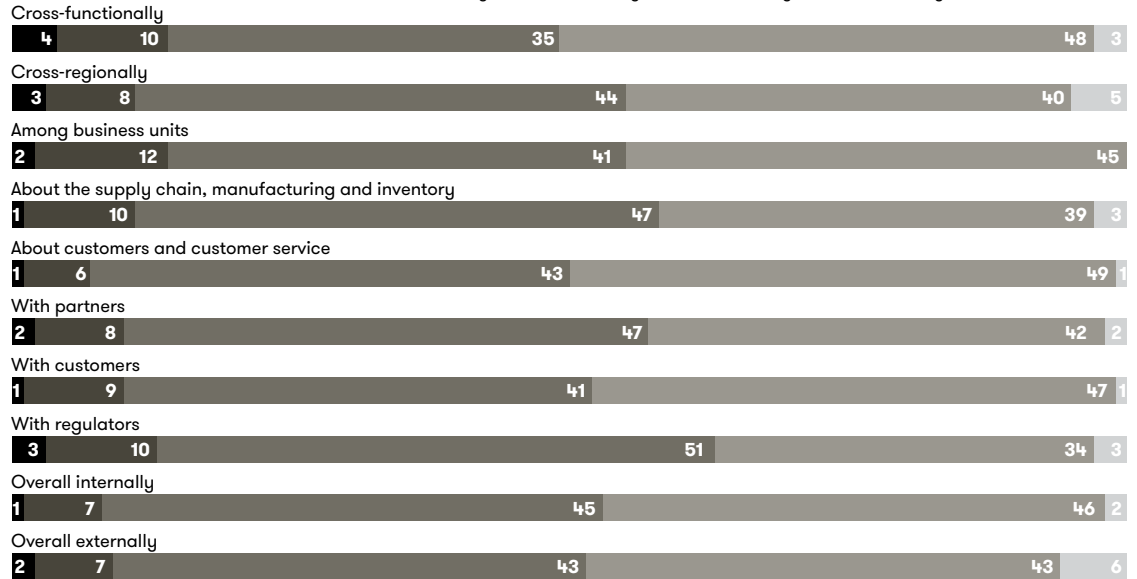 Cross-functionally
4 10 35 48 3
Cross-regionally
3 8 44 40 5
Among business units
2 12 41 45
About the supply chain, manufacturing and inventory
1 10 47 39 3
About customers and customer service
1 6 43 49 1
With partners
2 8 47 42 2
With customers
1 9 41 47 1
With regulators
3 10 51 34 3
Overall internally
1 7 45 46 2
Overall externally
2 7 43 43 6